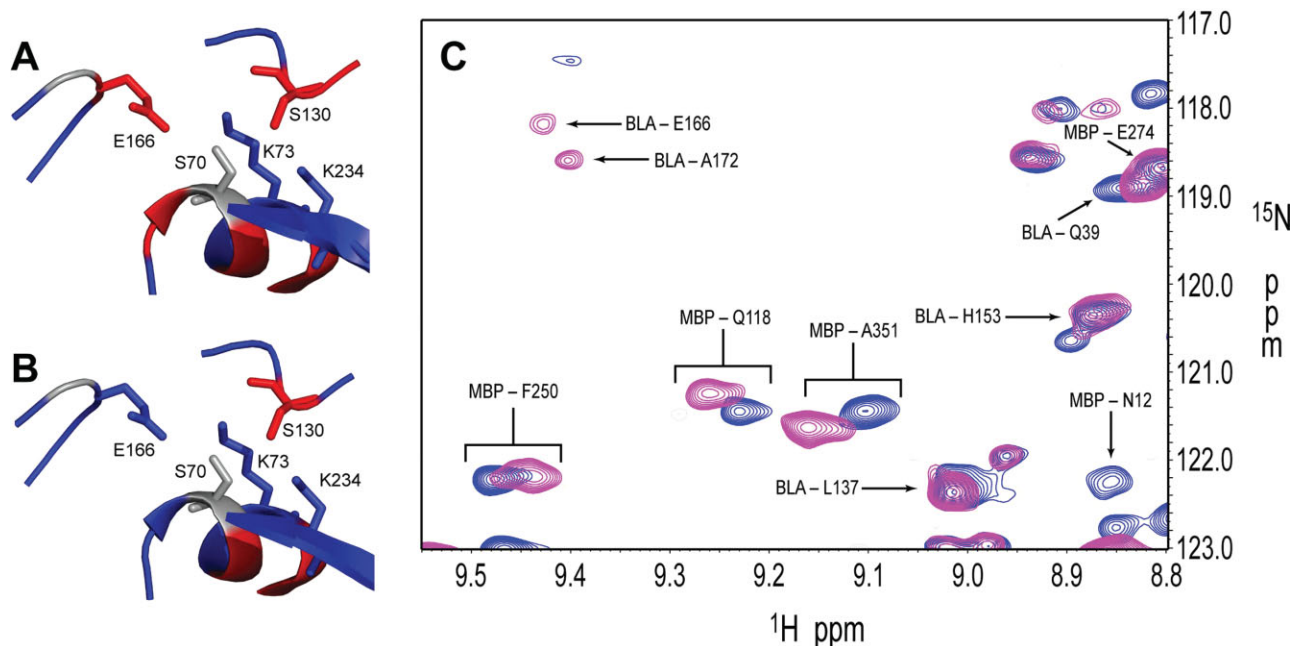 A
E166
S130
S70
K73
K234
B
E166
S130
S70
K73
K234
C
BLA – E166
BLA – A172
MBP – E274
BLA – Q39
MBP – Q118
MBP – A351
BLA – H153
MBP – F250
MBP – N12
BLA – L137
117.0
118.0
119.0
120.0
121.0
122.0
123.0
15N
p
p
m
9.5 9.4 9.3 9.2 9.1 9.0 8.9 8.8
1H ppm